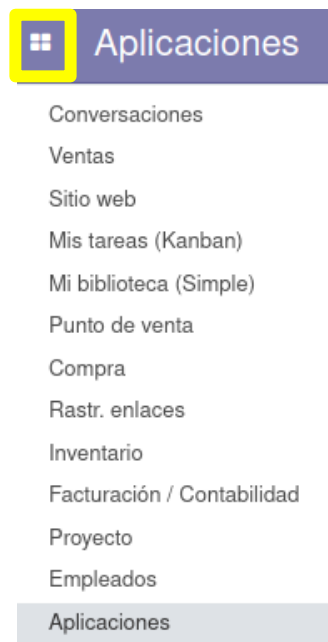 Aplicaciones
Conversaciones
Ventas
Sitio web
Mis tareas (Kanban)
Mi biblioteca (Simple)
Punto de venta
Compra
Rastr. enlaces
Inventario
Facturación / Contabilidad
Proyecto
Empleados
Aplicaciones